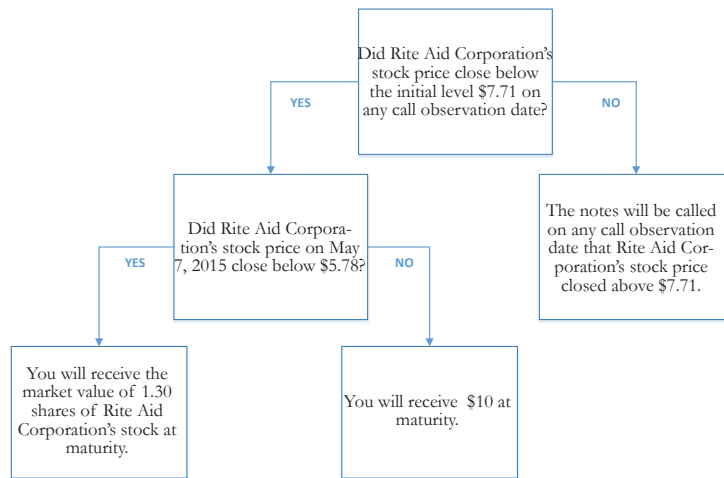 Did Rite Aid Corporation's
stock price close below
the initial level $7.71 on
any call observation date?
YES
NO
Did Rite Aid Corpora-
tion's stock price on May
7, 2015 close below $5.78?
The notes will be called
on any call observation
date that Rite Aid Cor-
poration's stock price
closed above $7.71.
YES
NO
You will receive the
market value of 1.30
shares of Rite Aid
Corporation's stock at
maturity.
You will receive $10 at
maturity.